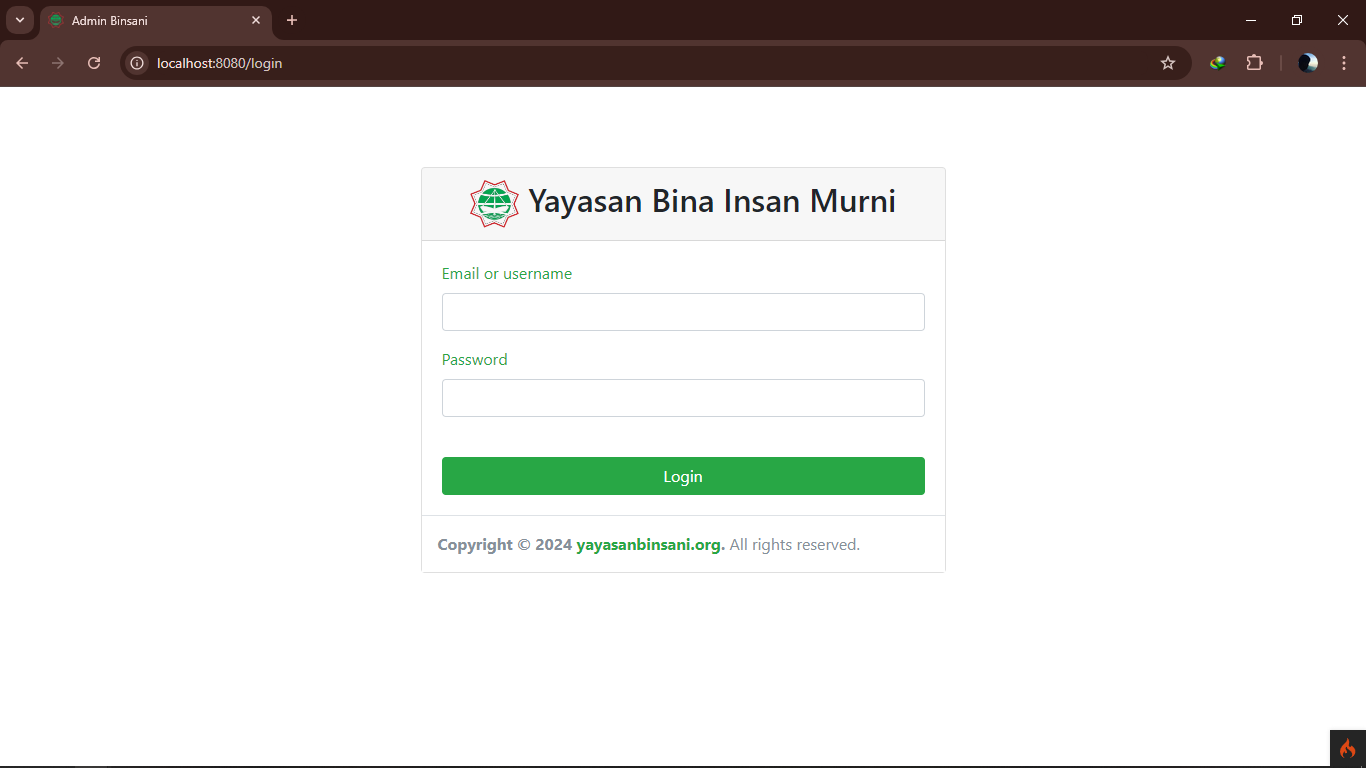 Admin Binsani
localhost:8080/login
Yayasan Bina Insan Murni
Email or username
Password
Login
Copyright © 2024 yayasanbinsani.org. All rights reserved.